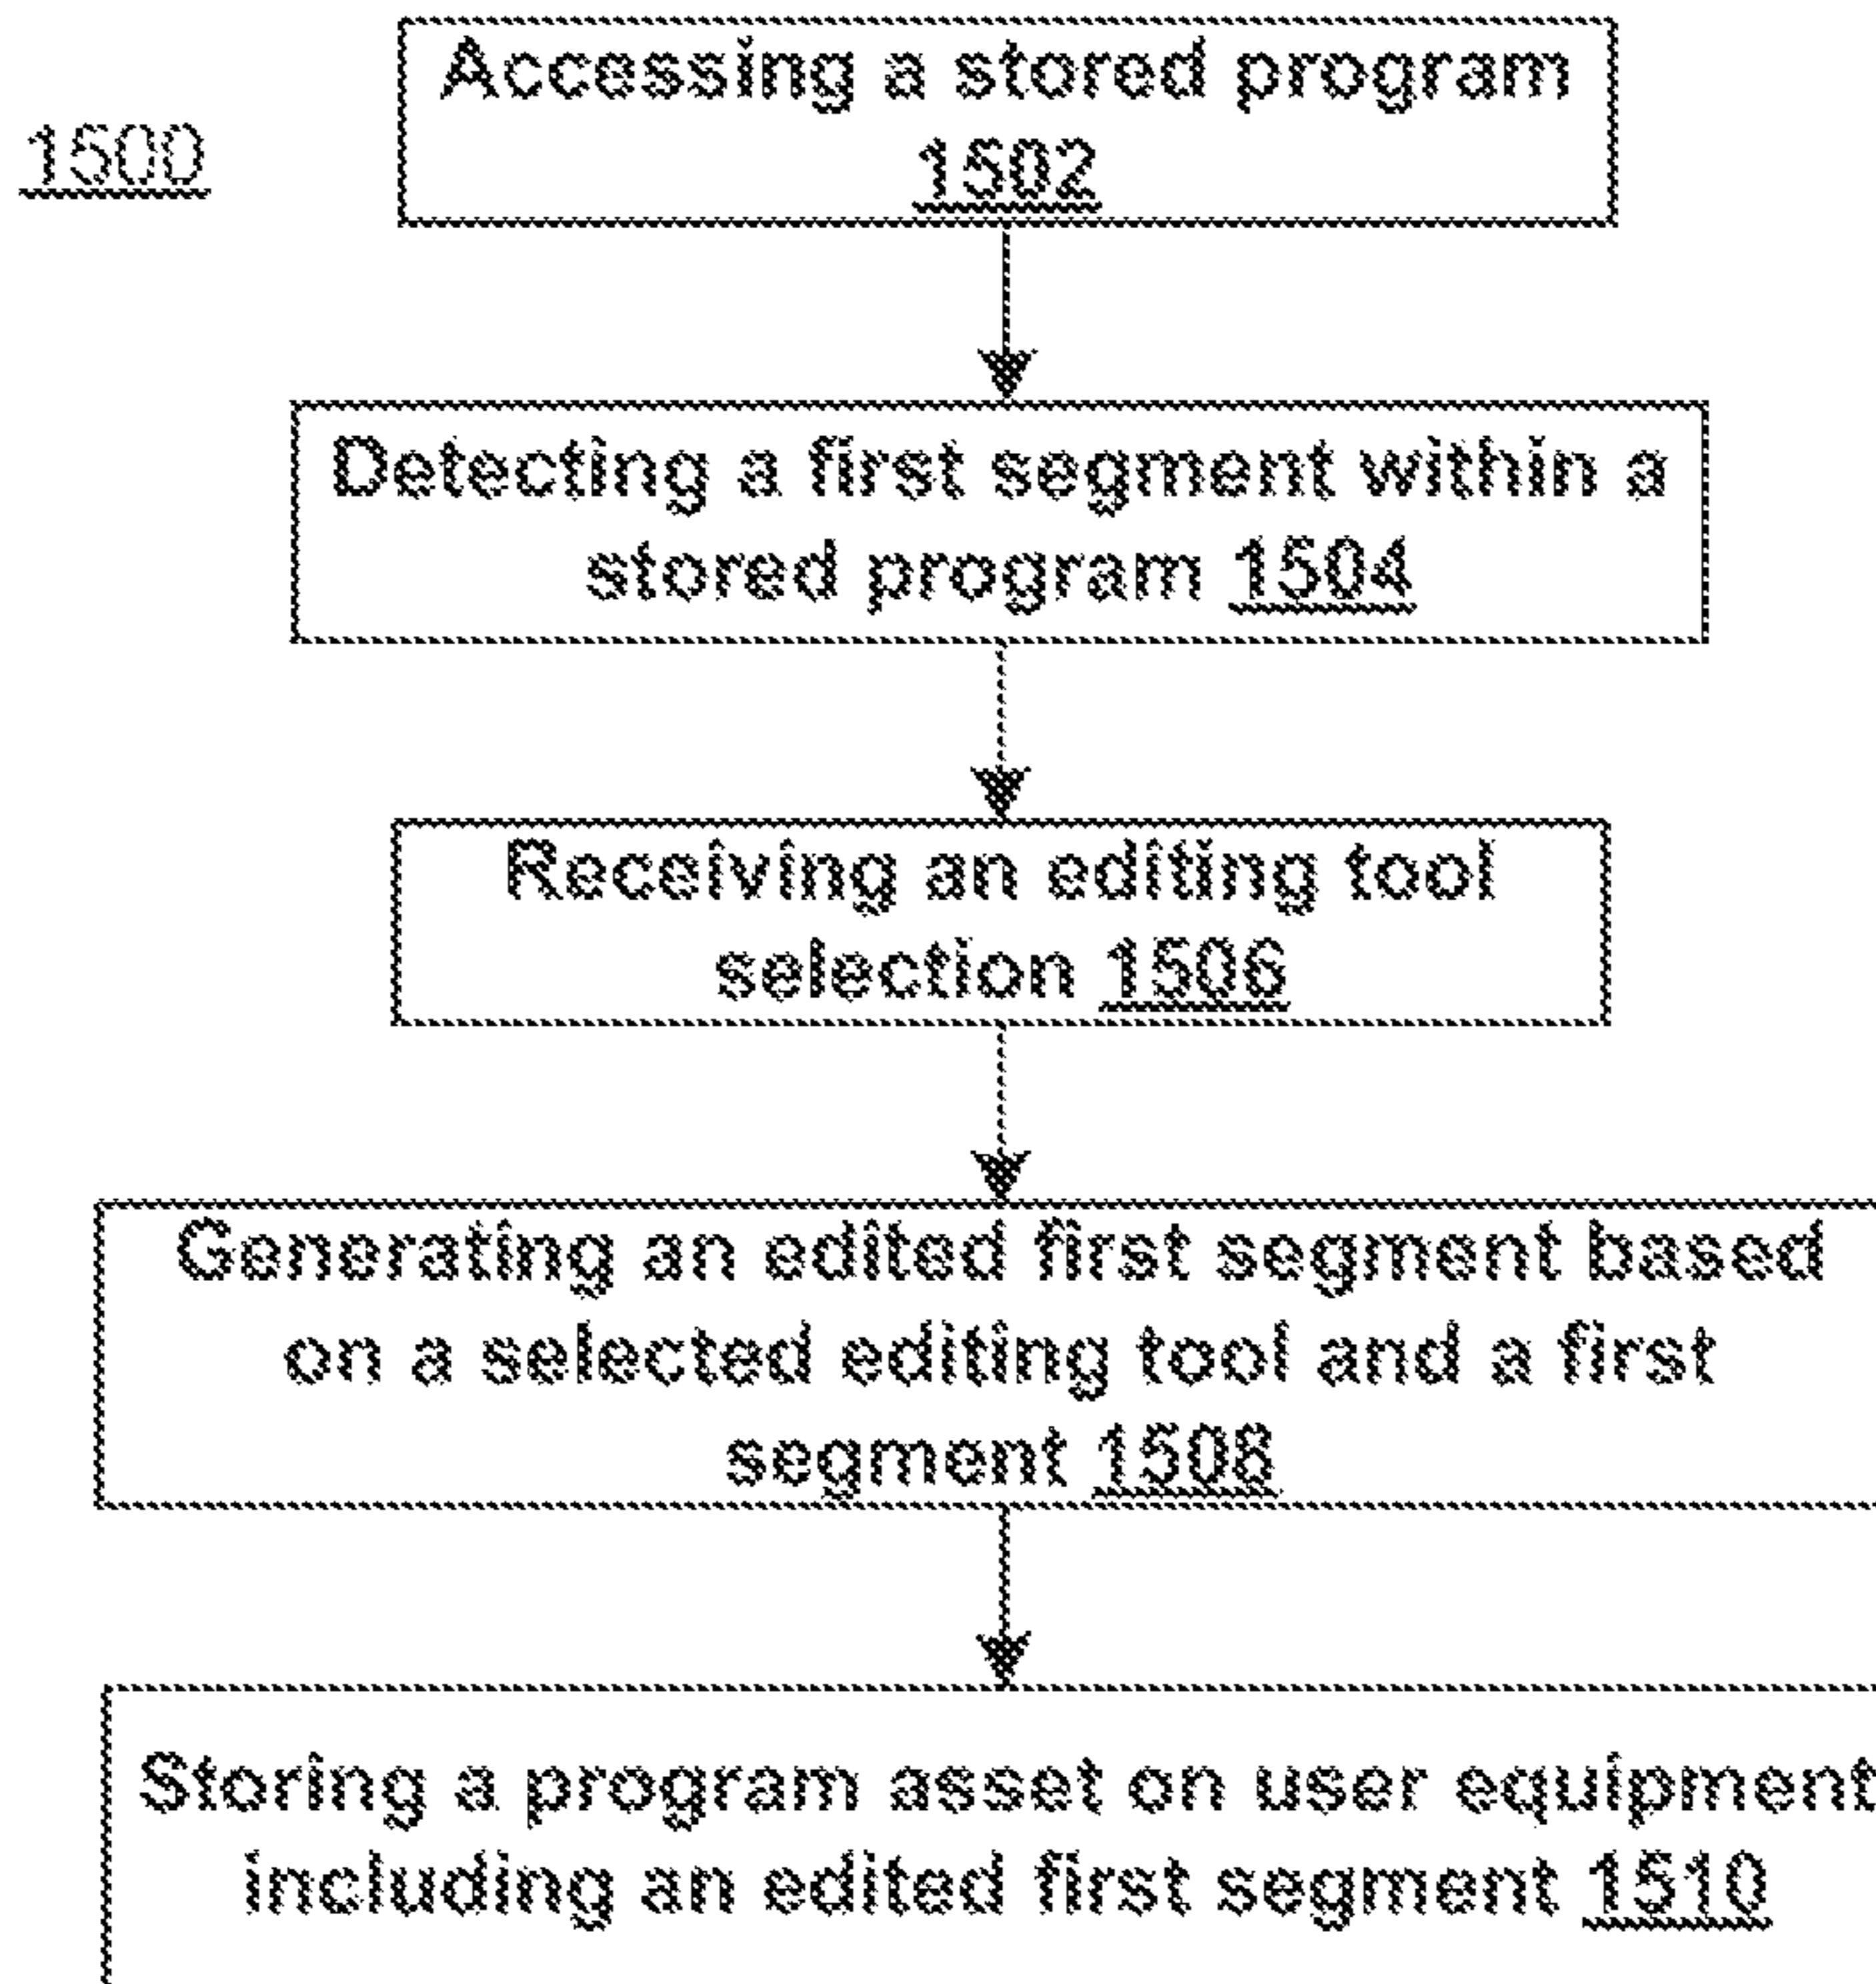 Accessing a stored program
1500
1502
Detecting a first segment within a
stored program 1504
Receiving an editing tool
selection 1506
Generating an edited first segment based
on a selected editing tool and a first
segment 1508
Storing a program asset on user equipment
including an edited first segment 1510